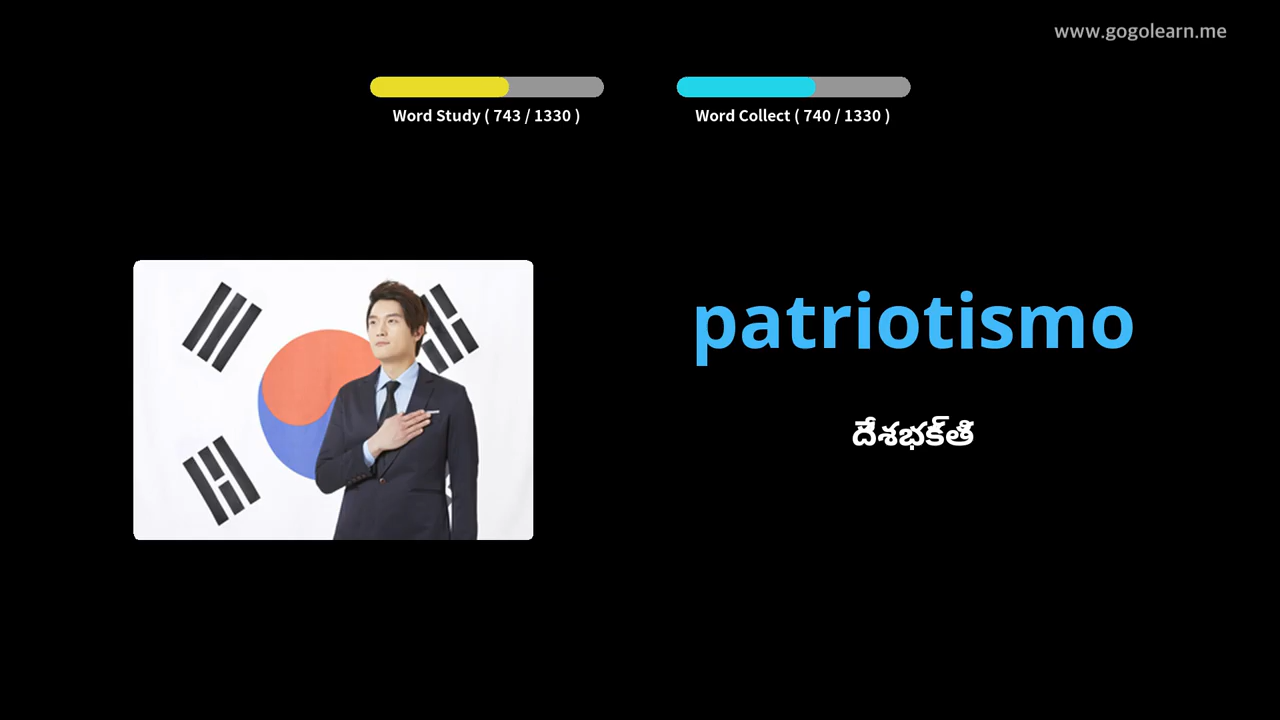 www.gogolearn.me
Word Study ( 743 / 1330 )
Word Collect ( 740 / 1330 )
patriotismo
దేశభక్తి